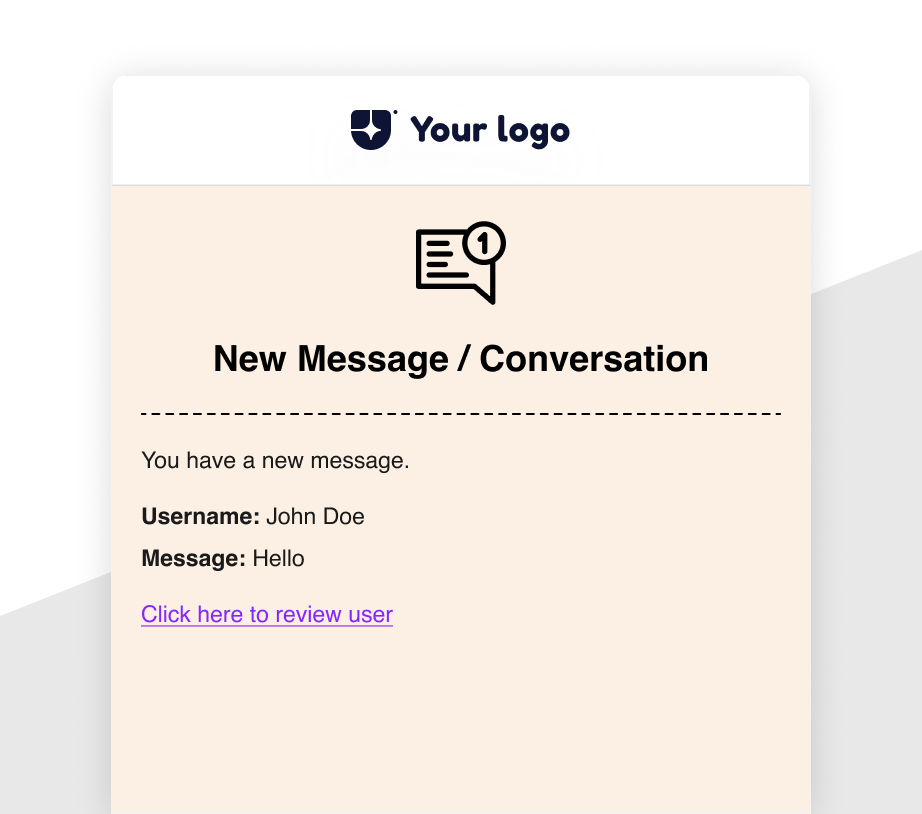 Your logo
1
New Message / Conversation
You have a new message.
Username: John Doe
Message: Hello
Click here to review user